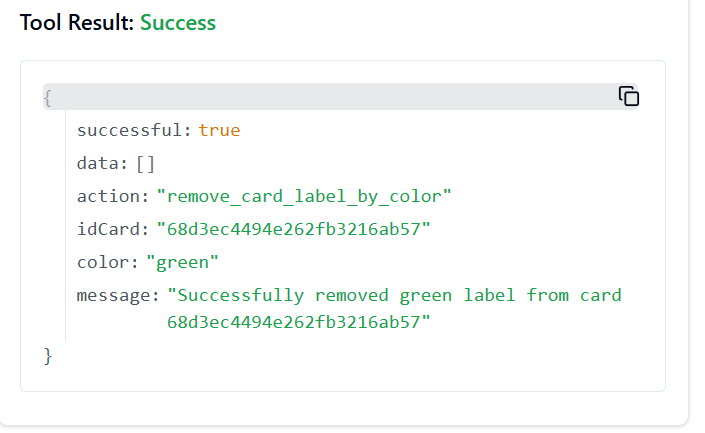 Tool Result: Success
{
successful: true
data: []
action: "remove_card_label_by_color"
idCard: "68d3ec4494e262fb3216ab57"
color: "green"
message: "Successfully removed green label from card
68d3ec4494e262fb3216ab57"
}